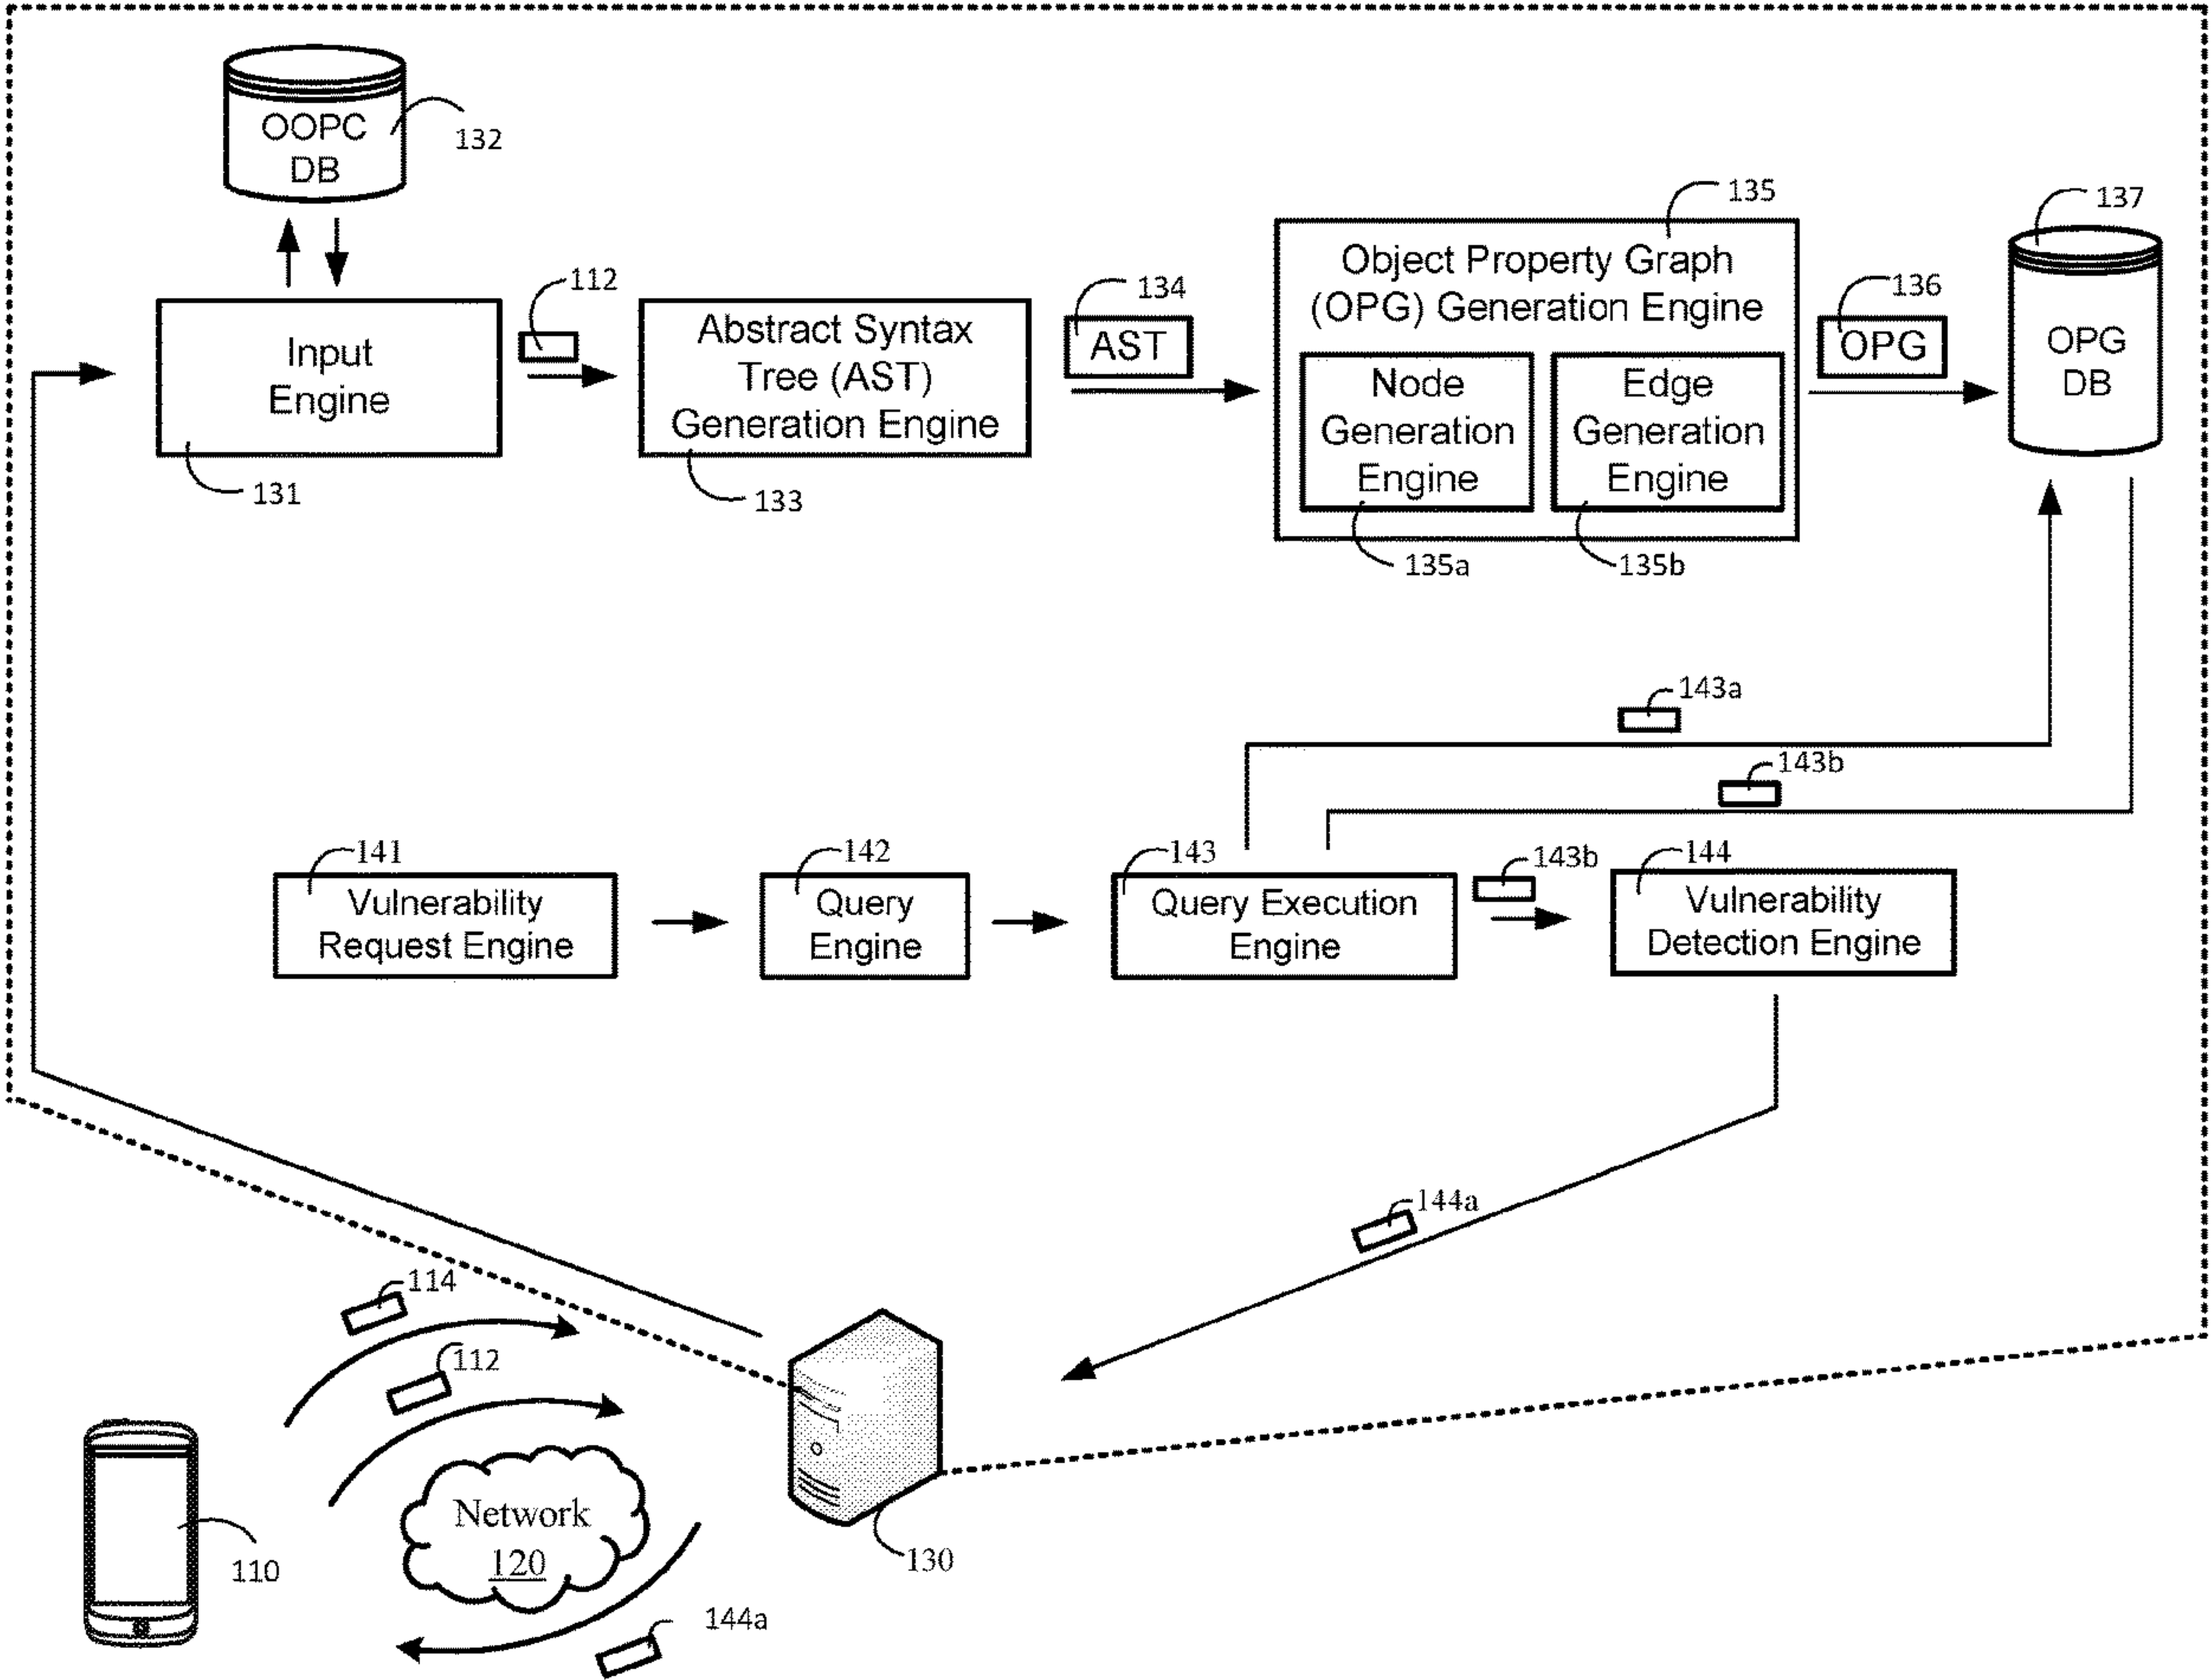 OOPC
DB
132
Input
Engine
131
112
Abstract Syntax
Tree (AST)
Generation Engine
133
134
AST
135
Object Property Graph
(OPG) Generation Engine
Node
Generation
Engine
135a
Edge
Generation
Engine
135b
136
OPG
137
OPG
DB
143a
143b
141
Vulnerability
Request Engine
142
Query
Engine
143
Query Execution
Engine
143b
144
Vulnerability
Detection Engine
144a
114
112
110
Network
120
130
144a